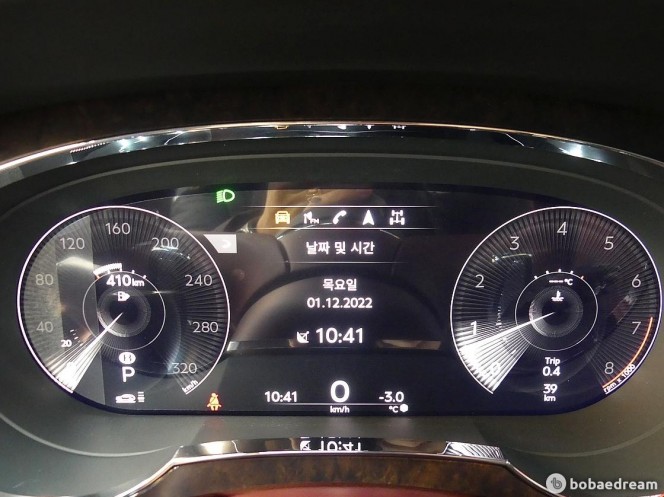 160
120
200
80
240
410km
40
280
20
320
km/h
P
FM
날짜 및 시간
목요일
01.12.2022
10:41
10:41
0
km/h
-3.0
°C
4
3
5
2
6
---°C
1
7
0
8
rpm x 1000
Trip
0.4
39
km
bobaedream